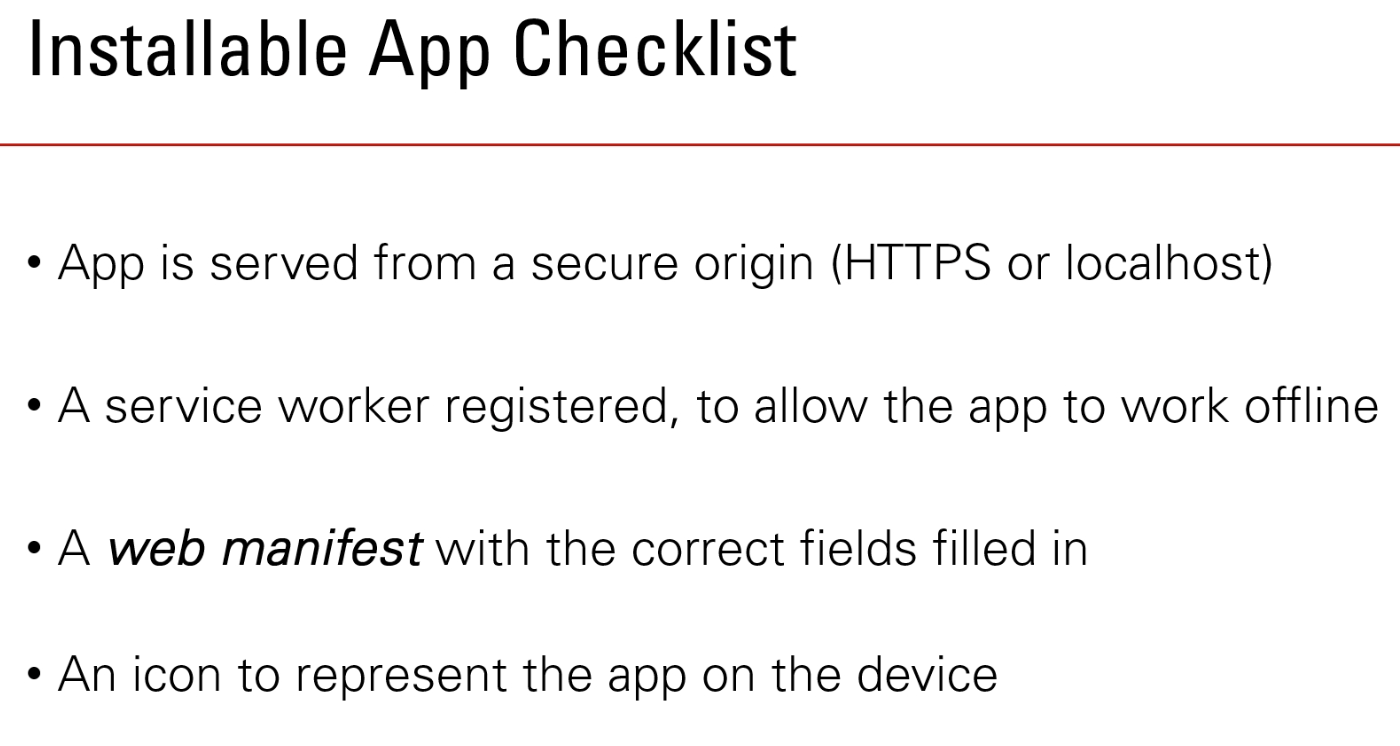 Installable App Checklist
• App is served from a secure origin (HTTPS or localhost)
• A service worker registered, to allow the app to work offline
• A web manifest with the correct fields filled in
• An icon to represent the app on the device